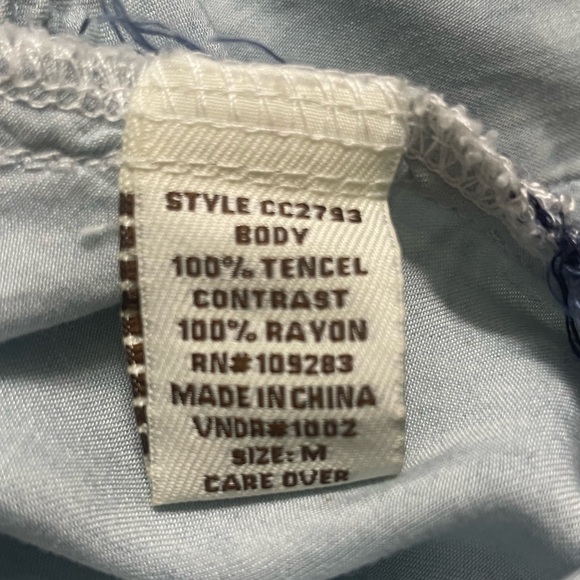 STYLE CC2793
BODY
100% TENCEL
CONTRAST
100% RAYON
RN#109283
MADE IN CHINA
VNDR#1002
SIZE: M
CARE OVER